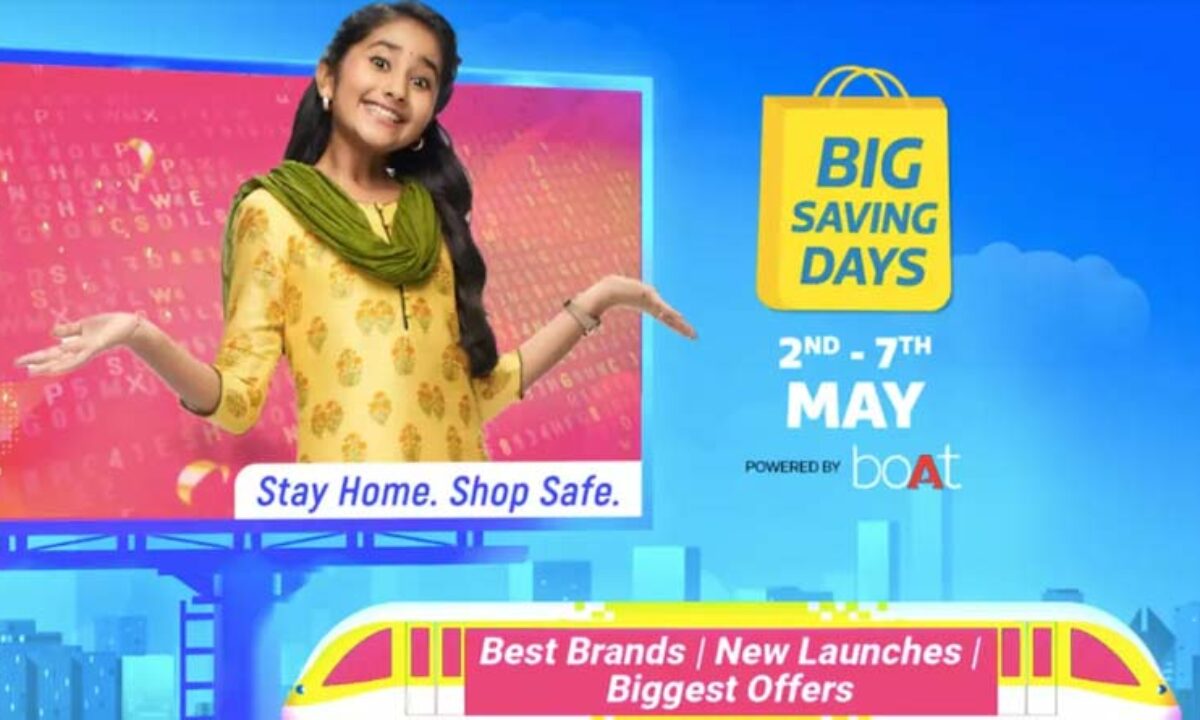 BIG
SAVING
DAYS
2ND - 7TH
MAY
POWERED BY boAt
Stay Home. Shop Safe.
Best Brands | New Launches |
Biggest Offers